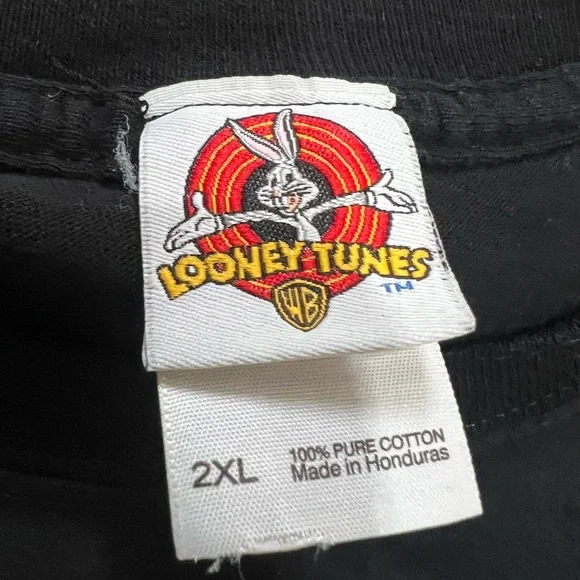 LOONEY TUNES
TM
WB
2XL
100% PURE COTTON
Made in Honduras